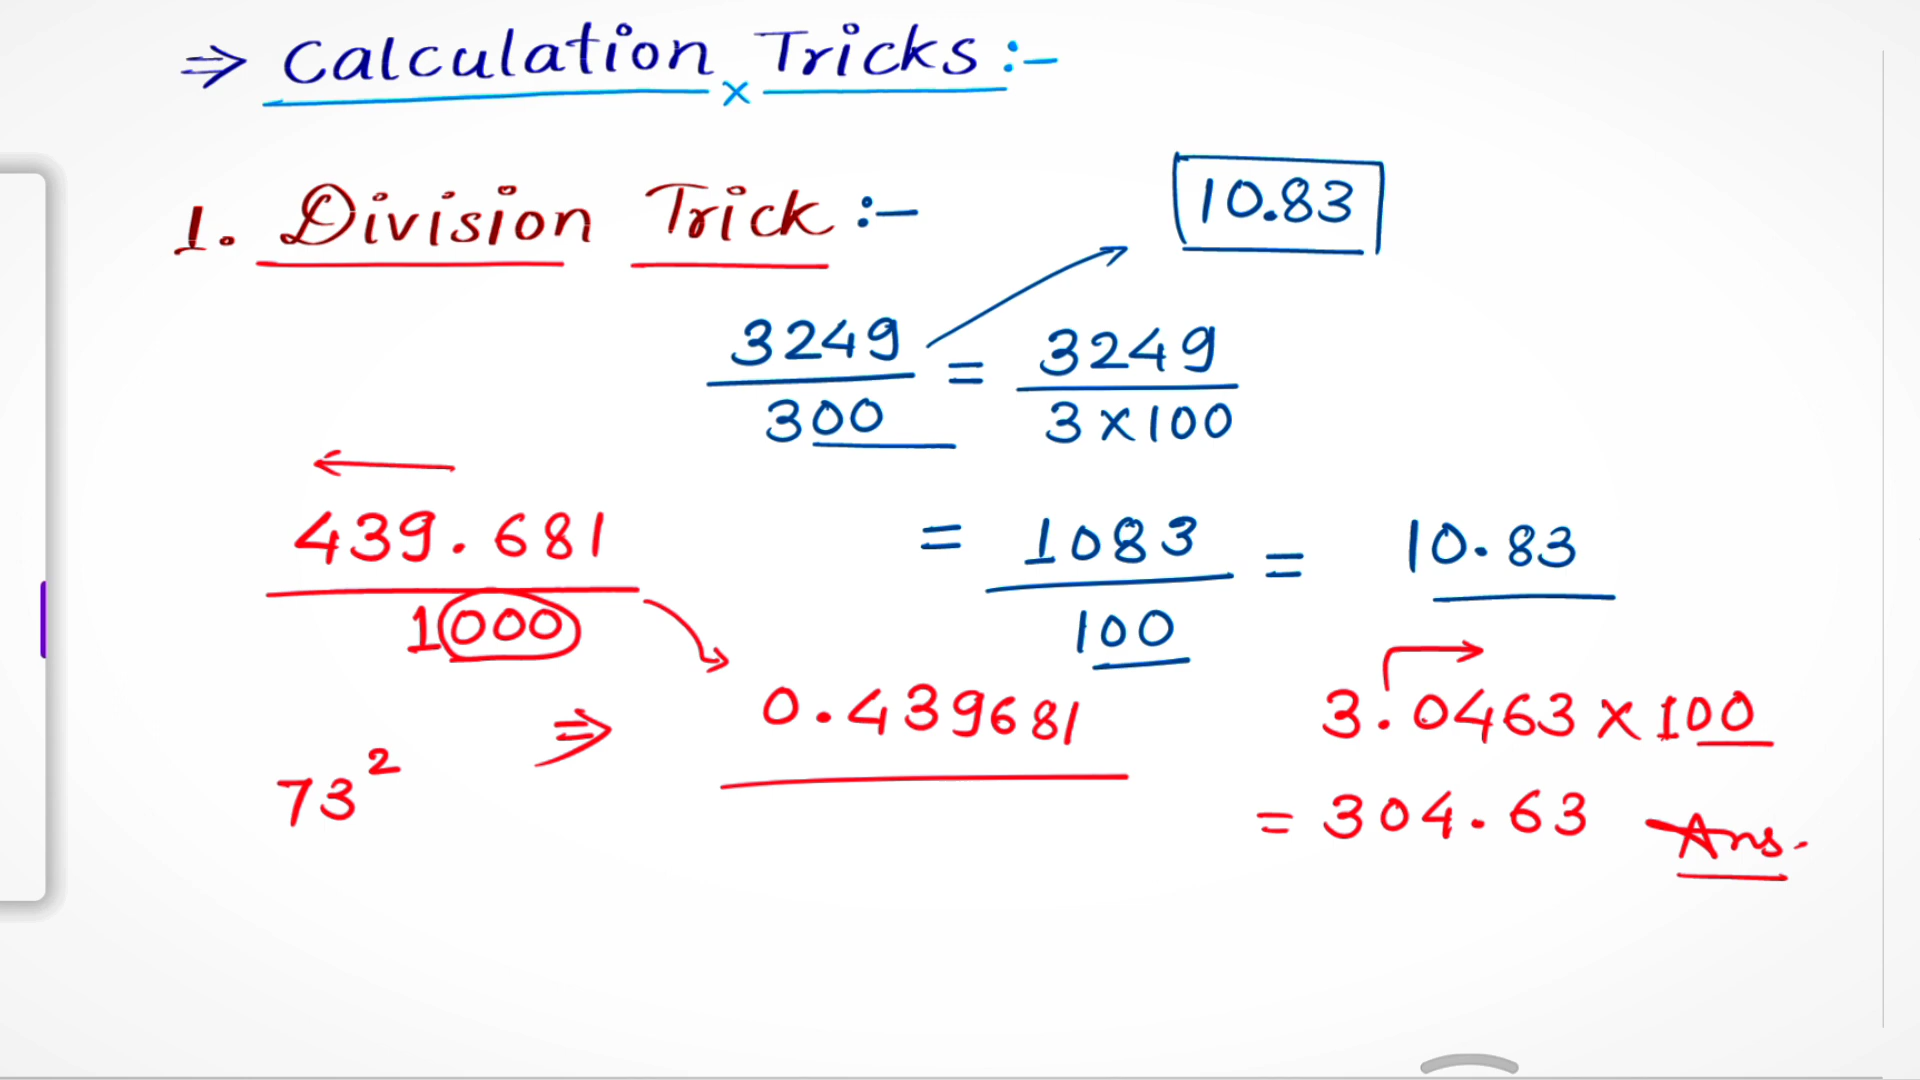 ⇒ Calculation Tricks :-
×
1. Division Trick :-
10.83
3249 / 300 = 3249 / 3×100
= 1083 / 100 = 10.83
439.681 / 1000
⇒ 0.439681
3.0463 × 100
= 304.63 Ans.
73²